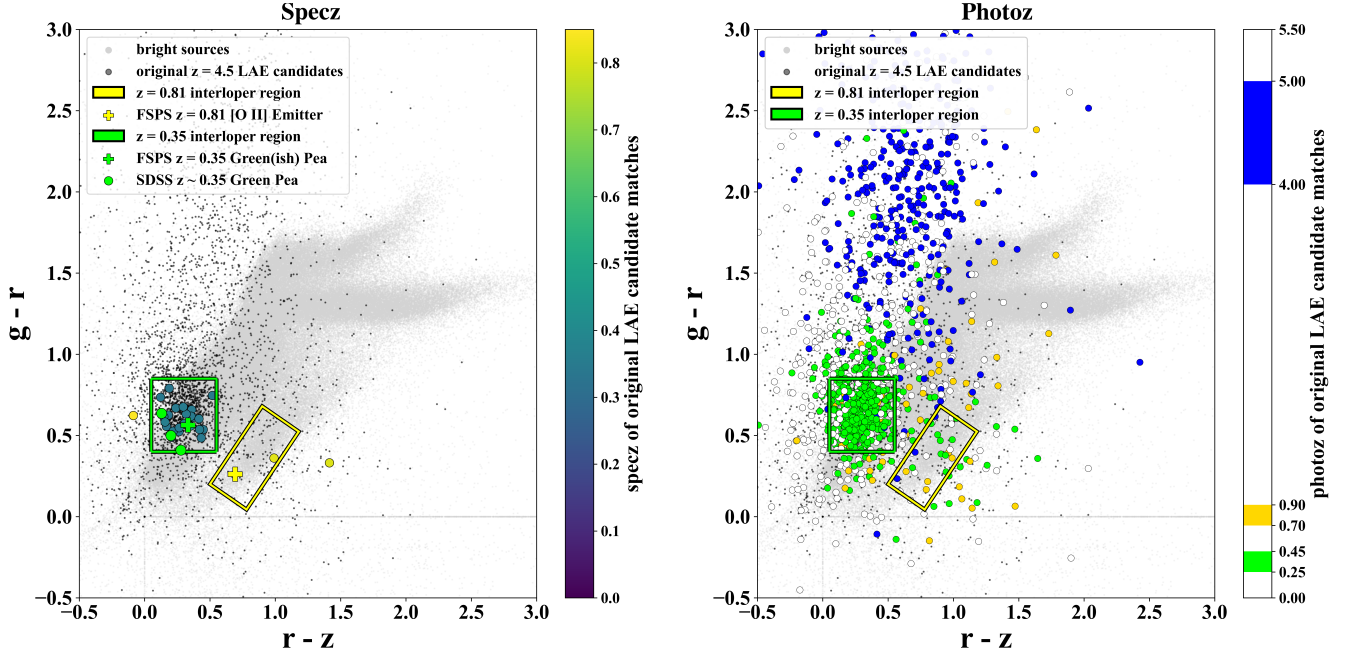 Specz
3.0
2.5
2.0
1.5
1.0
0.5
0.0
−0.5
g - r
bright sources
original z = 4.5 LAE candidates
z = 0.81 interloper region
FSPS z = 0.81 [O II] Emitter
z = 0.35 interloper region
FSPS z = 0.35 Green(ish) Pea
SDSS z ~ 0.35 Green Pea
−0.5 0.0 0.5 1.0 1.5 2.0 2.5 3.0
r - z
0.8
0.7
0.6
0.5
0.4
0.3
0.2
0.1
0.0
specz of original LAE candidate matches
Photoz
3.0
2.5
2.0
1.5
1.0
0.5
0.0
−0.5
g - r
bright sources
original z = 4.5 LAE candidates
z = 0.81 interloper region
z = 0.35 interloper region
−0.5 0.0 0.5 1.0 1.5 2.0 2.5 3.0
r - z
5.50
5.00
4.00
0.90
0.70
0.45
0.25
0.00
photoz of original LAE candidate matches